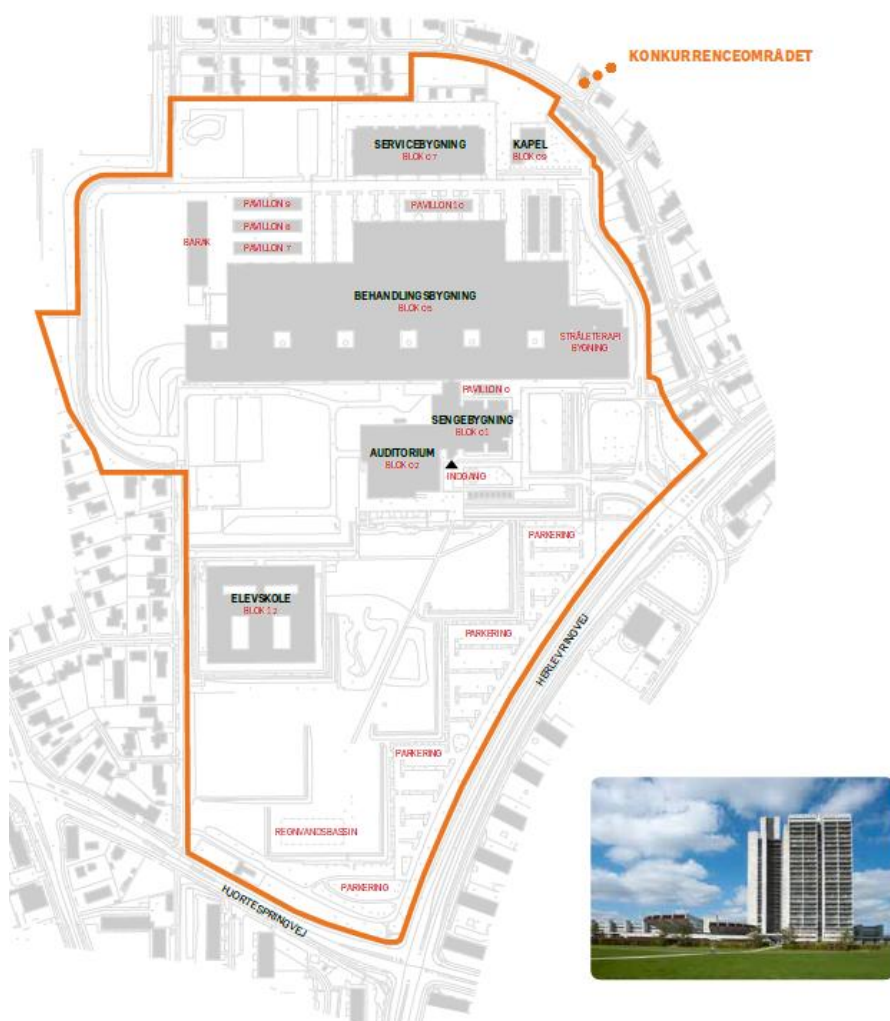 KONKURRENCEOMRÅDET
SERVICEBYGNING
BLOK 07
KAPEL
BLOK 09
PAVILLON 9
PAVILLON 10
PAVILLON 8
BARAK
PAVILLON 7
BEHANDLINGSBYGNING
BLOK 05
STRÅLETERAPI
BYGNING
PAVILLON 0
SENGEBYGNING
BLOK 01
AUDITORIUM
BLOK 02
INDGANG
PARKERING
ELEVSKOLE
BLOK 12
PARKERING
HERLEV RINGVEJ
PARKERING
REGNVANDSBASSIN
PARKERING
HJORTESPRINGVEJ